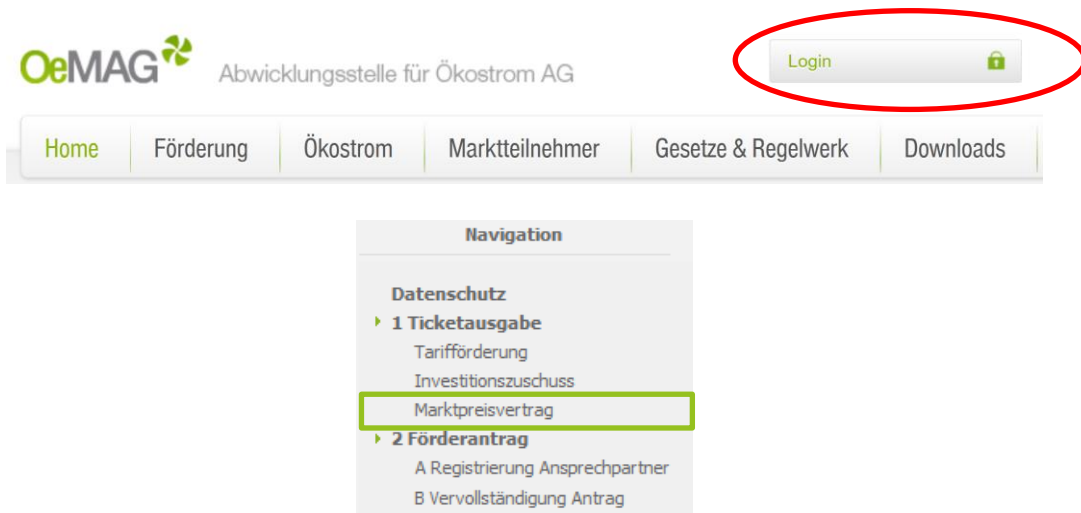 OeMAG Abwicklungsstelle für Ökostrom AG Login
Home Förderung Ökostrom Marktteilnehmer Gesetze & Regelwerk Downloads
Navigation
Datenschutz
1 Ticketausgabe
Tarifförderung
Investitionszuschuss
Marktpreisvertrag
2 Förderantrag
A Registrierung Ansprechpartner
B Vervollständigung Antrag